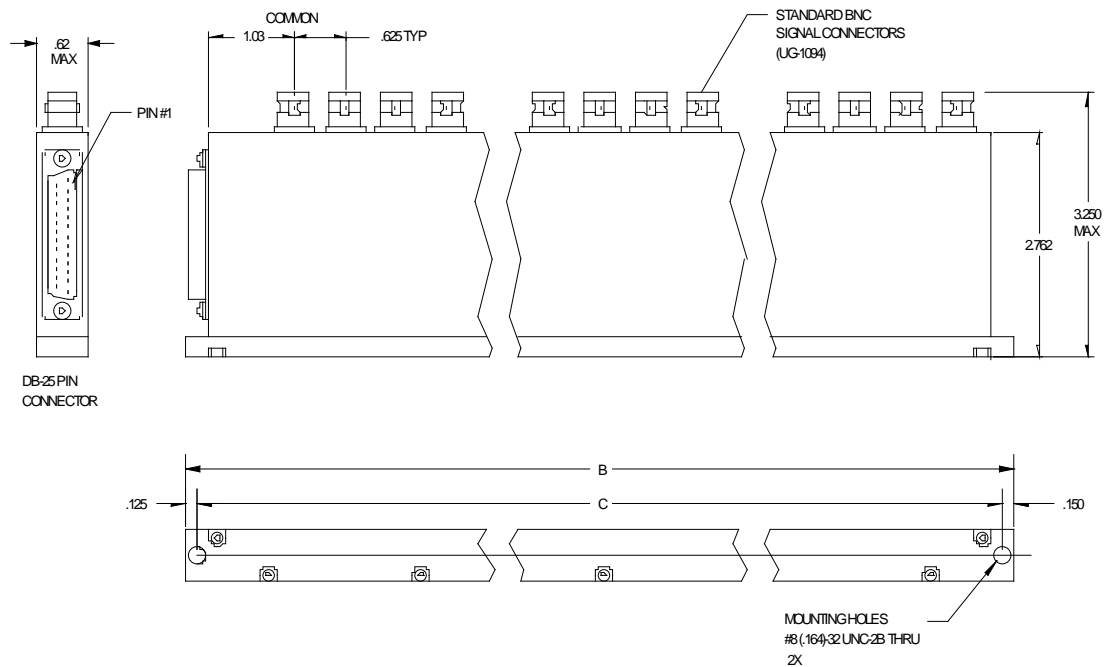 COMMON
1.03
.625 TYP
STANDARD BNC
SIGNAL CONNECTORS
(UG-1094)
.62
MAX
PIN #1
3.250
MAX
2.762
DB-25 PIN
CONNECTOR
B
.125
C
.150
MOUNTING HOLES
#8 (.164)-32 UNC-2B THRU
2X